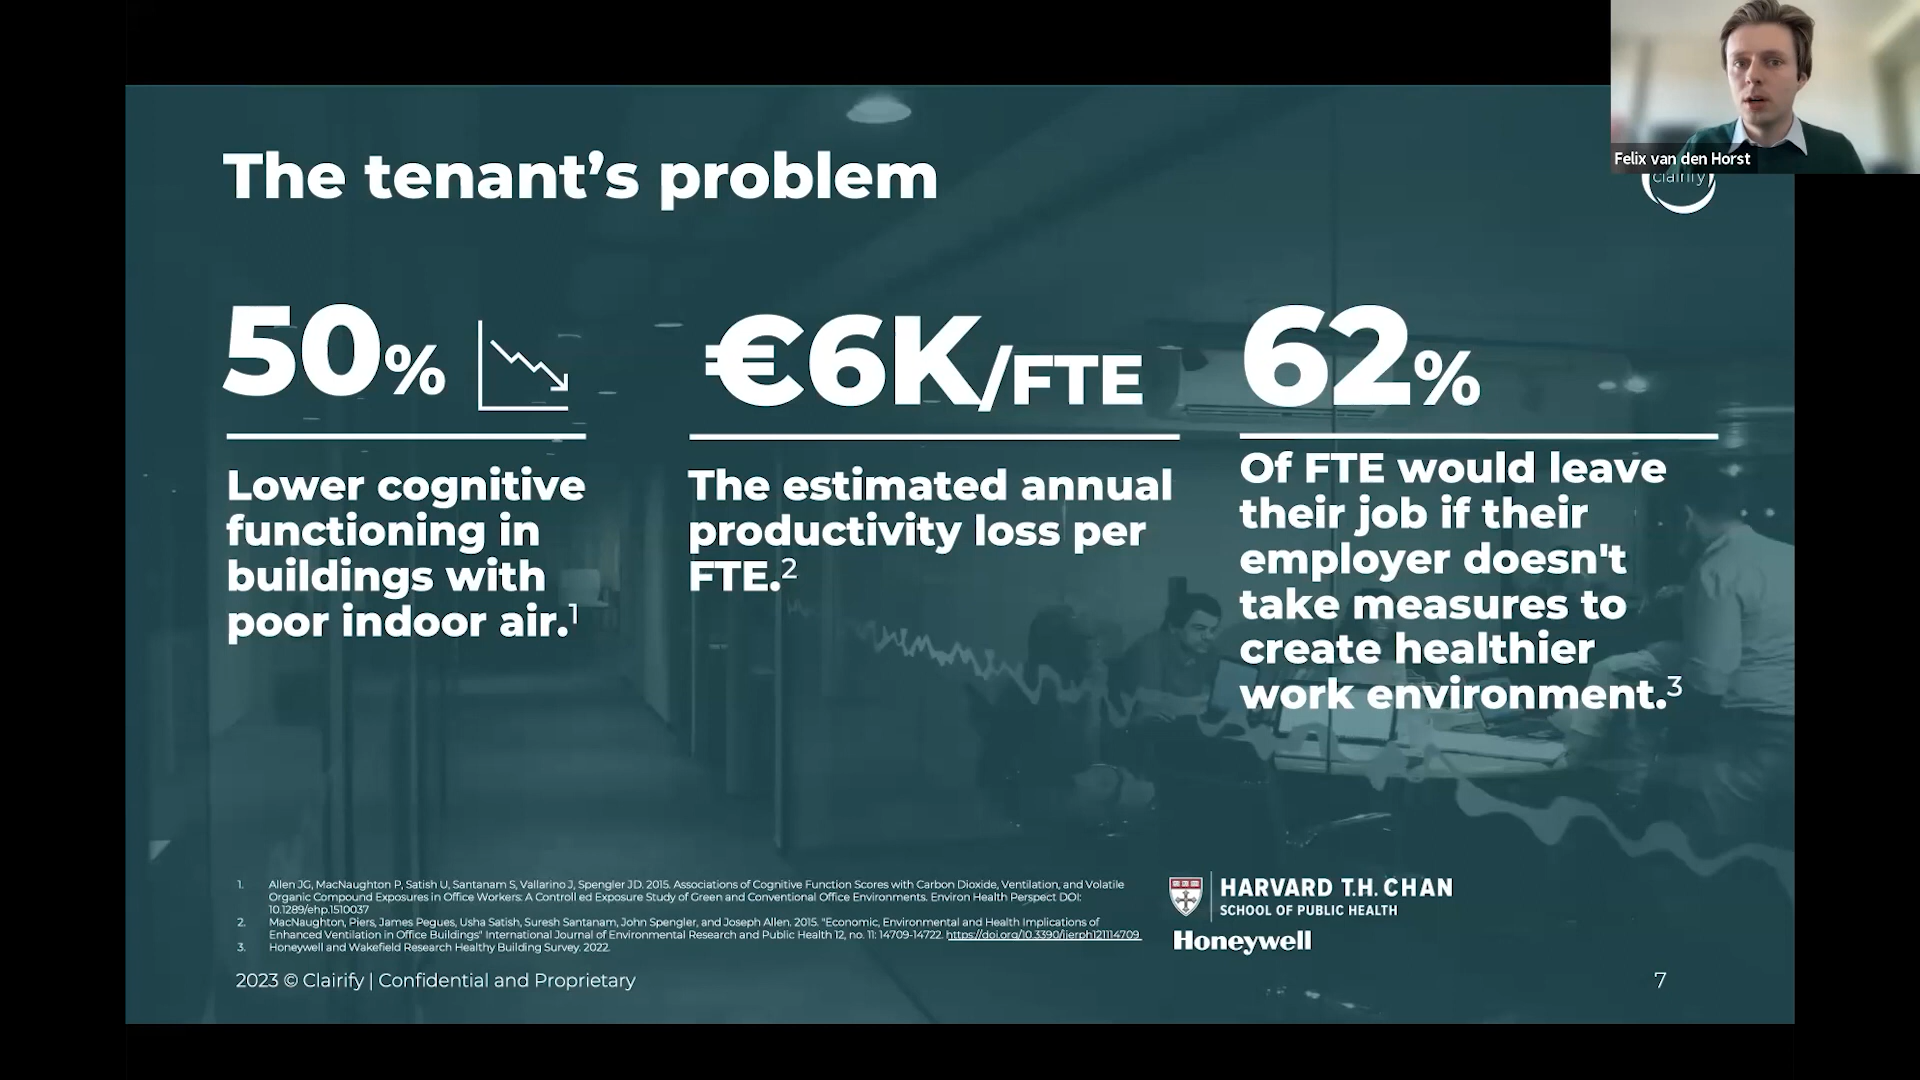 Felix van den Horst
clairify
The tenant's problem
50%
Lower cognitive
functioning in
buildings with
poor indoor air.1
€6K/FTE
The estimated annual
productivity loss per
FTE.2
62%
Of FTE would leave
their job if their
employer doesn't
take measures to
create healthier
work environment.3
1. Allen JG, MacNaughton P, Satish U, Santanam S, Vallarino J, Spengler JD. 2015. Associations of Cognitive Function Scores with Carbon Dioxide, Ventilation, and Volatile
Organic Compound Exposures in Office Workers: A Controll ed Exposure Study of Green and Conventional Office Environments. Environ Health Perspect DOI:
10.1289/ehp.1510037
2. MacNaughton, Piers, James Pegues, Usha Satish, Suresh Santanam, John Spengler, and Joseph Allen. 2015. "Economic, Environmental and Health Implications of
Enhanced Ventilation in Office Buildings" International Journal of Environmental Research and Public Health 12, no. 11: 14709-14722. https://doi.org/10.3390/ijerph121114709
3. Honeywell and Wakefield Research Healthy Building Survey. 2022.
HARVARD T.H. CHAN
SCHOOL OF PUBLIC HEALTH
Honeywell
2023 © Clairify | Confidential and Proprietary
7